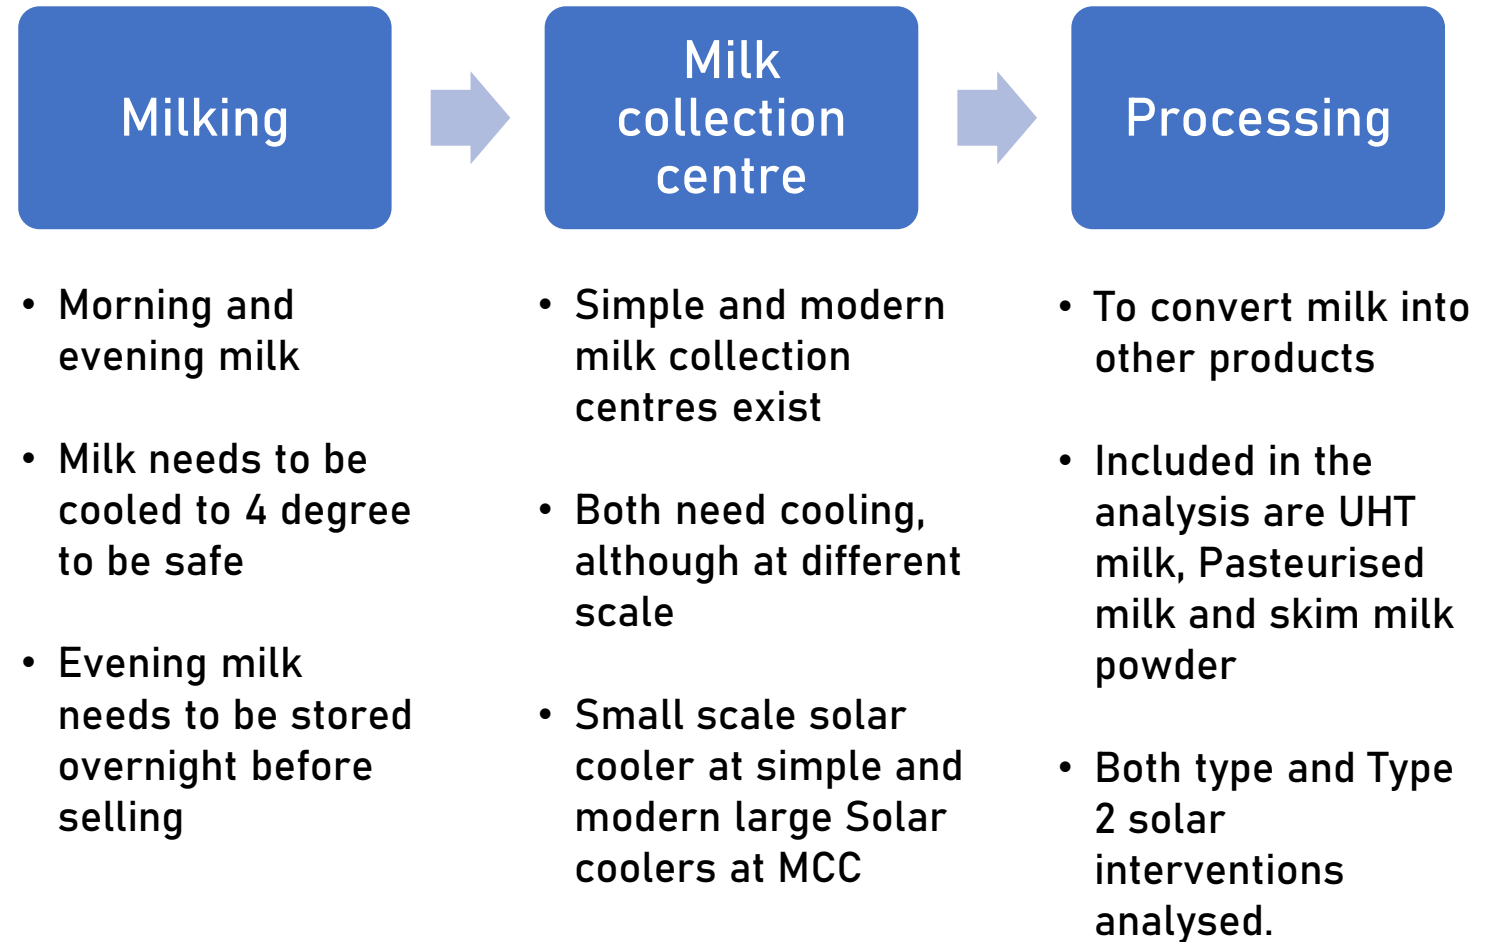 Milking
Milk
collection
centre
Processing
• Morning and
evening milk
• Milk needs to be
cooled to 4 degree
to be safe
• Evening milk
needs to be stored
overnight before
selling
• Simple and modern
milk collection
centres exist
• Both need cooling,
although at different
scale
• Small scale solar
cooler at simple and
modern large Solar
coolers at MCC
• To convert milk into
other products
• Included in the
analysis are UHT
milk, Pasteurised
milk and skim milk
powder
• Both type and Type
2 solar
interventions
analysed.